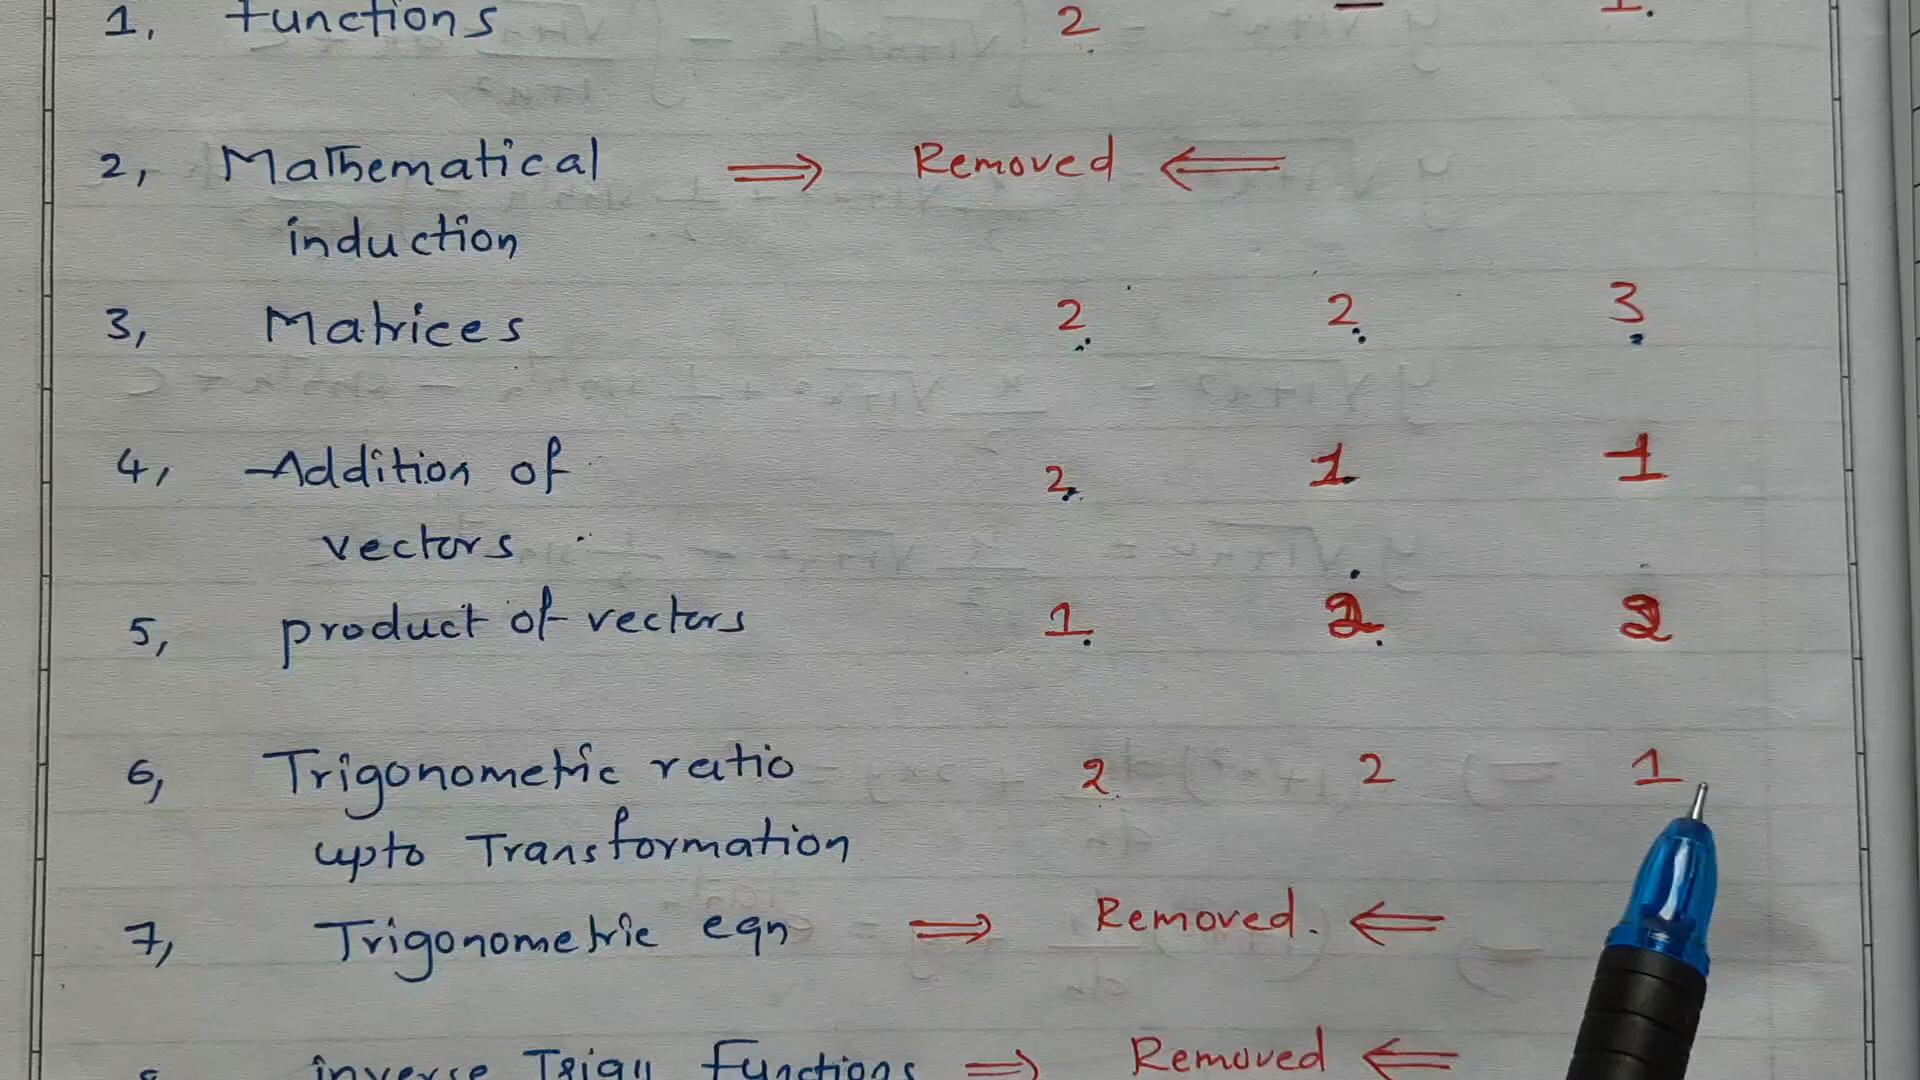 1, Functions 2 – 1.
2, Mathematical ⇒ Removed ⇐
induction
3, Matrices 2 2 3
4, Addition of 2 1 1
vectors
5, product of vectors 1 2 2
6, Trigonometric ratio 2 2 1
upto Transformation
7, Trigonometric eqn ⇒ Removed. ⇐
inverse Functions ⇒ Removed ⇐